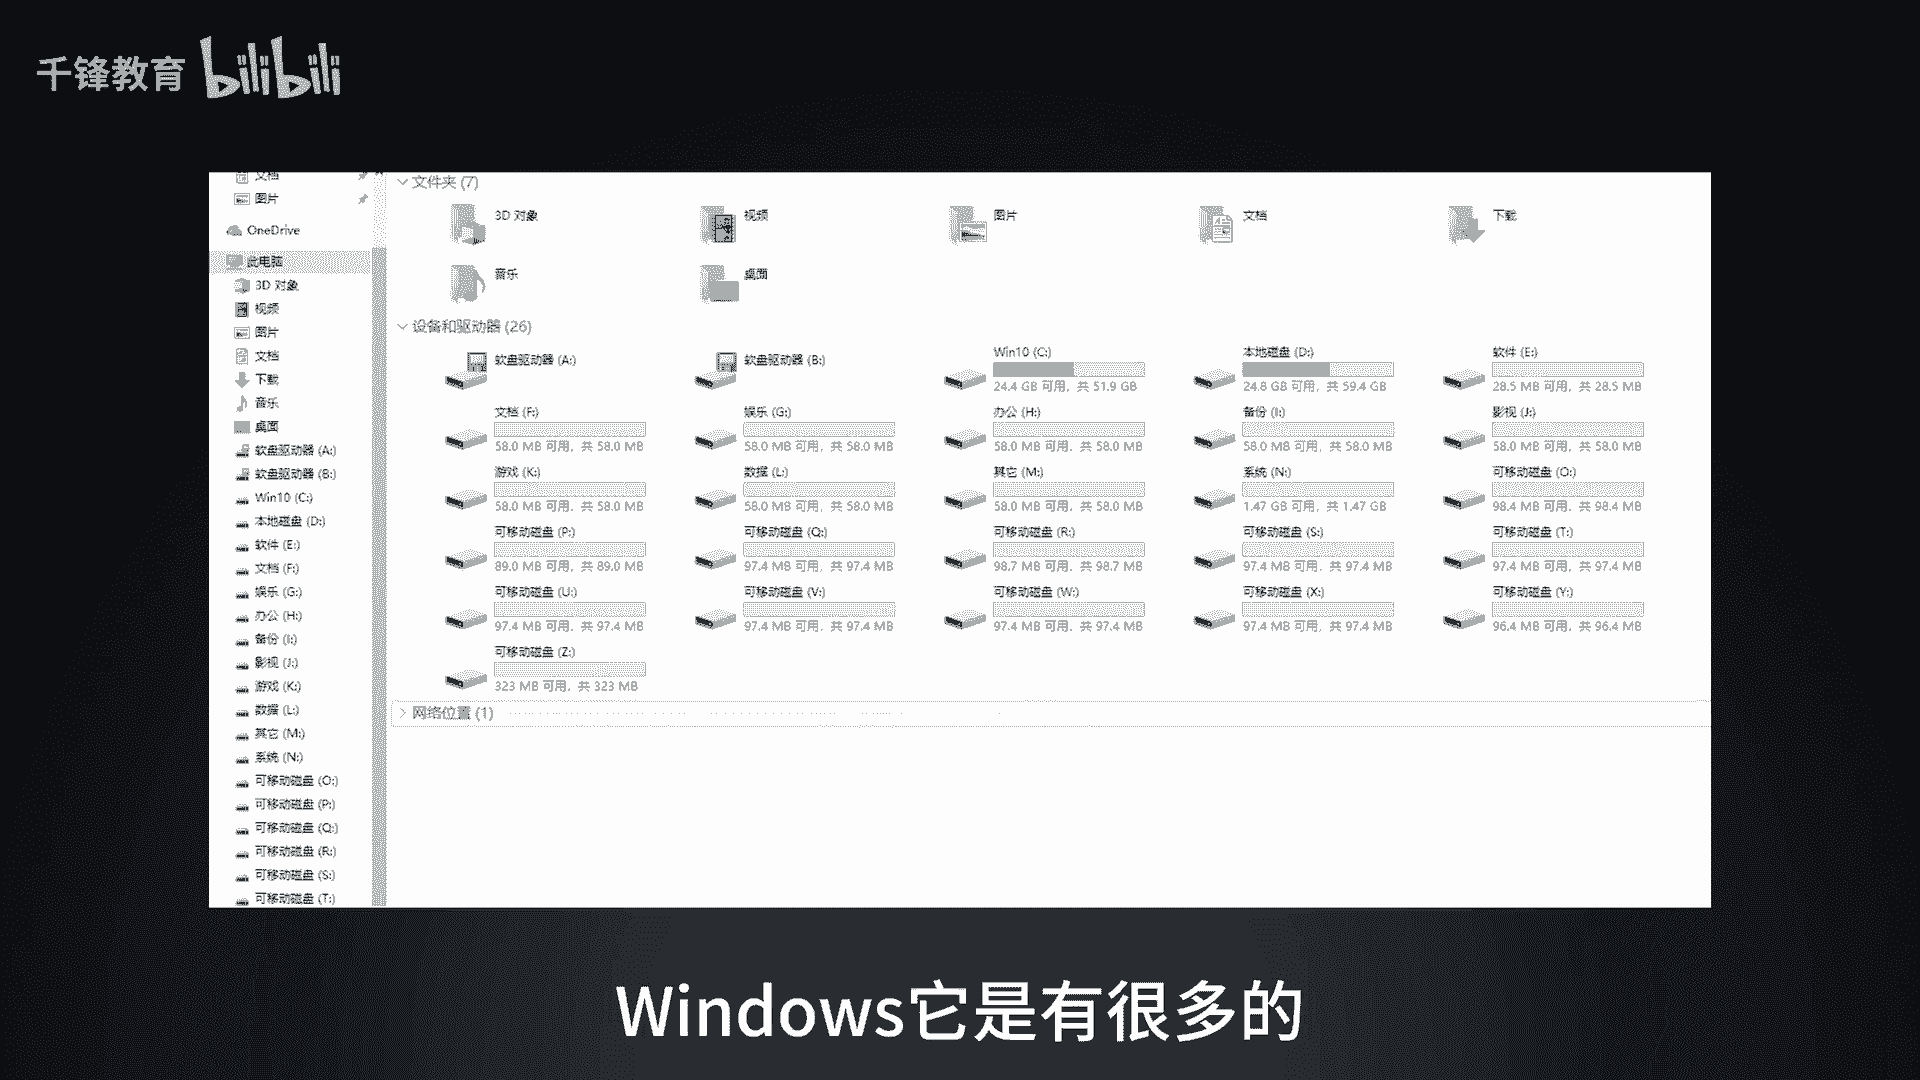 千锋教育 bilibili
文档
图片
OneDrive
此电脑
3D 对象
视频
图片
文档
下载
音乐
桌面
软盘驱动器 (A:)
软盘驱动器 (B:)
Win10 (C:)
本地磁盘 (D:)
软件 (E:)
文档 (F:)
娱乐 (G:)
办公 (H:)
备份 (I:)
影视 (J:)
游戏 (K:)
数据 (L:)
其它 (M:)
系统 (N:)
可移动磁盘 (O:)
可移动磁盘 (P:)
可移动磁盘 (Q:)
可移动磁盘 (R:)
可移动磁盘 (S:)
可移动磁盘 (T:)
文件夹 (7)
3D 对象 视频 图片 文档 下载
音乐 桌面
设备和驱动器 (26)
软盘驱动器 (A:) 软盘驱动器 (B:) Win10 (C:) 本地磁盘 (D:) 软件 (E:)
24.4 GB 可用，共 51.9 GB 24.8 GB 可用，共 59.4 GB 28.5 MB 可用，共 28.5 MB
文档 (F:) 娱乐 (G:) 办公 (H:) 备份 (I:) 影视 (J:)
58.0 MB 可用，共 58.0 MB 58.0 MB 可用，共 58.0 MB 58.0 MB 可用，共 58.0 MB 58.0 MB 可用，共 58.0 MB 58.0 MB 可用，共 58.0 MB
游戏 (K:) 数据 (L:) 其它 (M:) 系统 (N:) 可移动磁盘 (O:)
58.0 MB 可用，共 58.0 MB 58.0 MB 可用，共 58.0 MB 58.0 MB 可用，共 58.0 MB 1.47 GB 可用，共 1.47 GB 98.4 MB 可用，共 98.4 MB
可移动磁盘 (P:) 可移动磁盘 (Q:) 可移动磁盘 (R:) 可移动磁盘 (S:) 可移动磁盘 (T:)
89.0 MB 可用，共 89.0 MB 97.4 MB 可用，共 97.4 MB 98.7 MB 可用，共 98.7 MB 97.4 MB 可用，共 97.4 MB 97.4 MB 可用，共 97.4 MB
可移动磁盘 (U:) 可移动磁盘 (V:) 可移动磁盘 (W:) 可移动磁盘 (X:) 可移动磁盘 (Y:)
97.4 MB 可用，共 97.4 MB 97.4 MB 可用，共 97.4 MB 97.4 MB 可用，共 97.4 MB 97.4 MB 可用，共 97.4 MB 96.4 MB 可用，共 96.4 MB
可移动磁盘 (Z:)
323 MB 可用，共 323 MB
网络位置 (1)
Windows它是有很多的